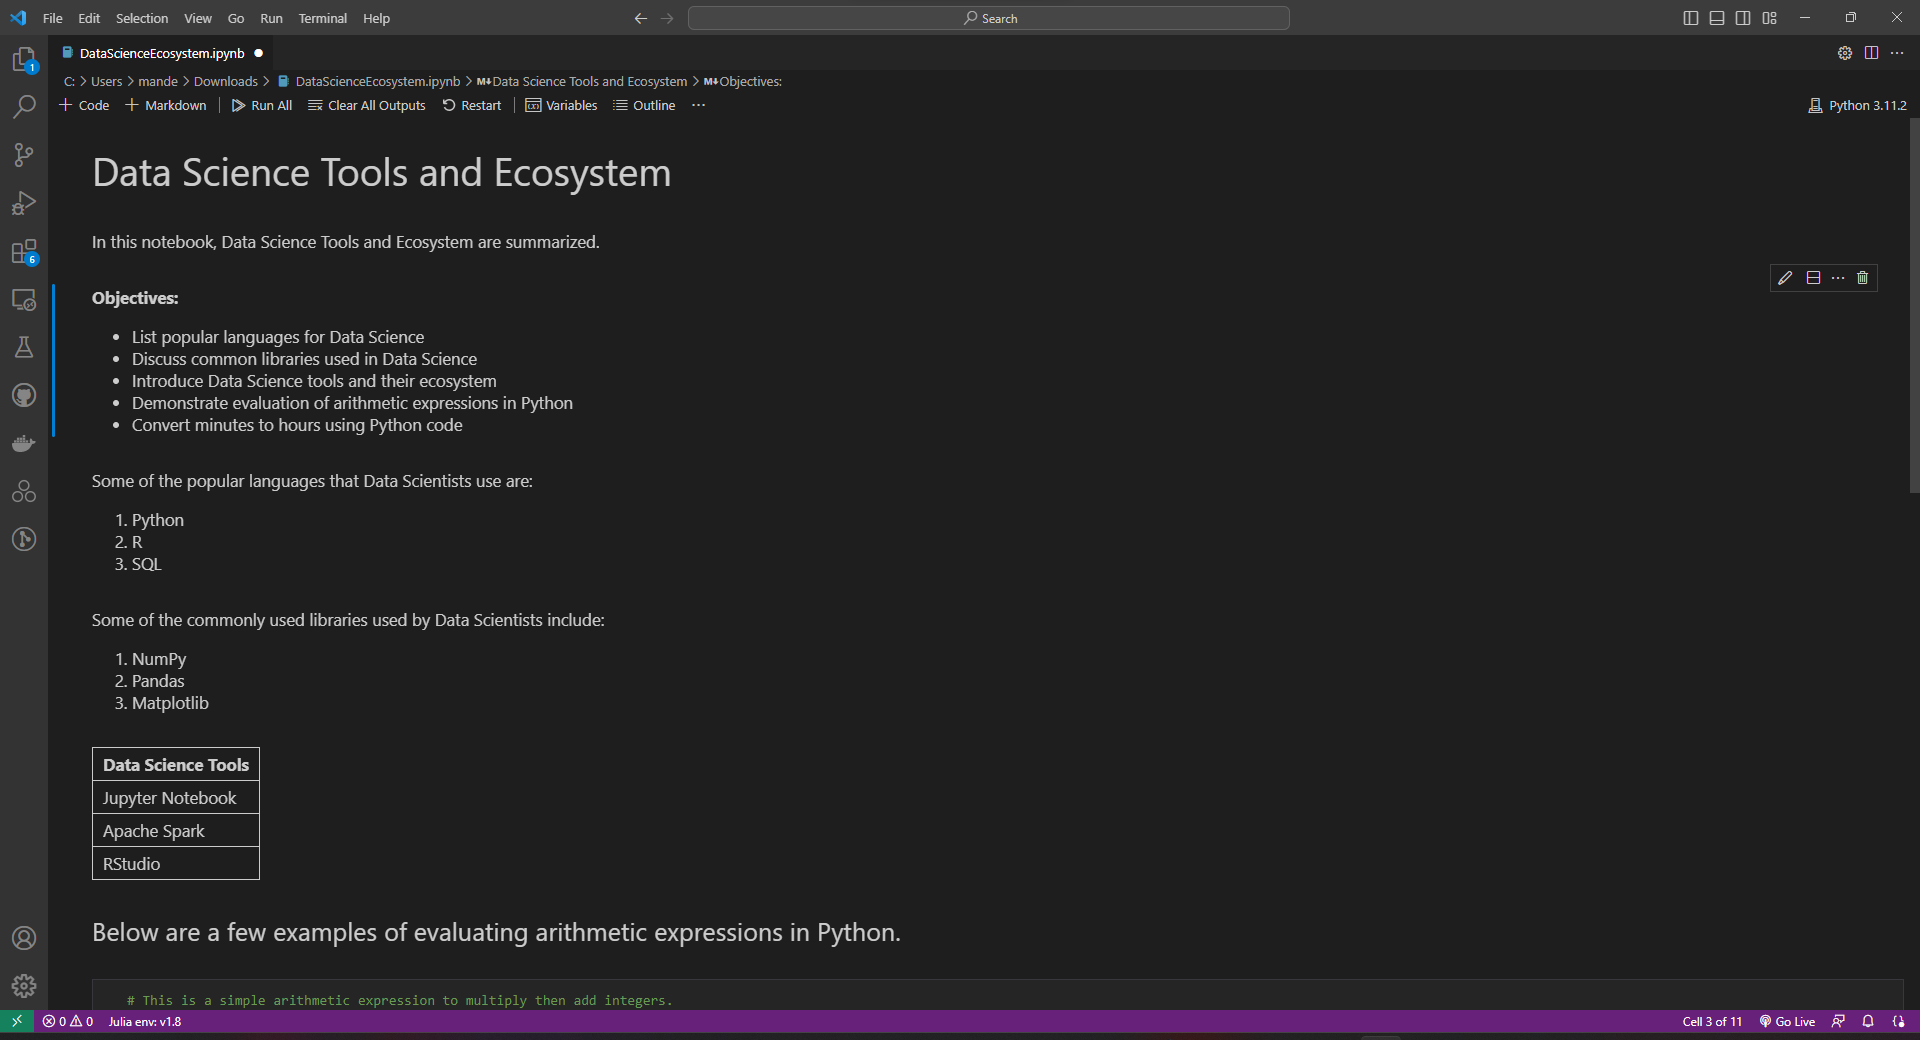 File Edit Selection View Go Run Terminal Help
Search
DataScienceEcosystem.ipynb
C: > Users > mande > Downloads > DataScienceEcosystem.ipynb > M↓Data Science Tools and Ecosystem > M↓Objectives:
Code Markdown Run All Clear All Outputs Restart Variables Outline ... Python 3.11.2
1
6
Data Science Tools and Ecosystem
In this notebook, Data Science Tools and Ecosystem are summarized.
Objectives:
• List popular languages for Data Science
• Discuss common libraries used in Data Science
• Introduce Data Science tools and their ecosystem
• Demonstrate evaluation of arithmetic expressions in Python
• Convert minutes to hours using Python code
Some of the popular languages that Data Scientists use are:
1. Python
2. R
3. SQL
Some of the commonly used libraries used by Data Scientists include:
1. NumPy
2. Pandas
3. Matplotlib
Data Science Tools
Jupyter Notebook
Apache Spark
RStudio
Below are a few examples of evaluating arithmetic expressions in Python.
# This is a simple arithmetic expression to multiply then add integers.
0 0 Julia env: v1.8 Cell 3 of 11 Go Live